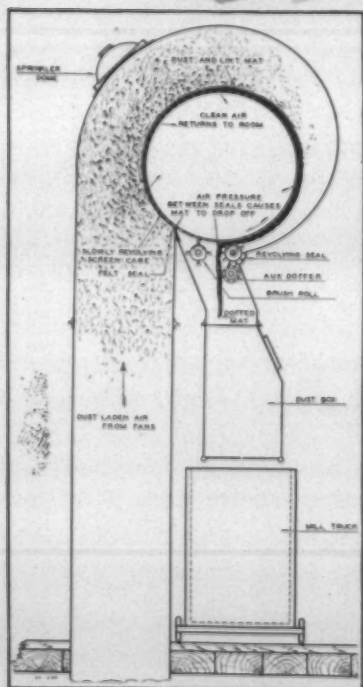 SPRINKLER
DOME
DUST AND LINT MAT
CLEAR AIR
RETURNS TO ROOM
AIR PRESSURE
BETWEEN SEALS CAUSES
MAT TO DROP OFF
SLOWLY REVOLVING
SCREEN CAGE
FELT SEAL
REVOLVING SEAL
AUX DOFFER
BRUSH ROLL
DOFFED
MAT
DUST BOX
DUST LADEN AIR
FROM FANS